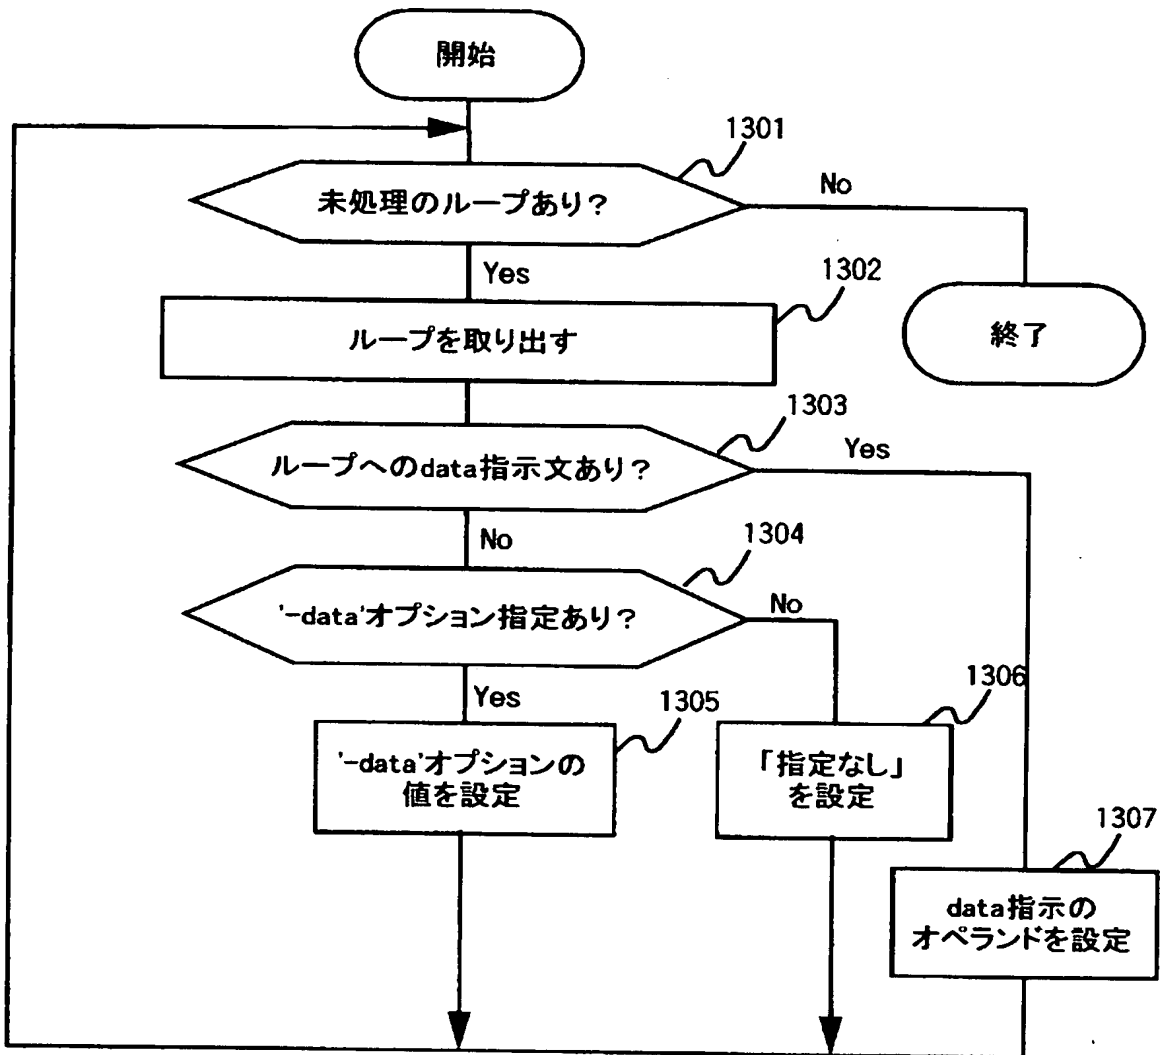 開始
1301
未処理のループあり?
No
Yes
1302
ループを取り出す
終了
1303
ループへのdata指示文あり?
Yes
No
1304
'-data'オプション指定あり?
No
Yes
1305
'-data'オプションの
値を設定
1306
「指定なし」
を設定
1307
data指示の
オペランドを設定